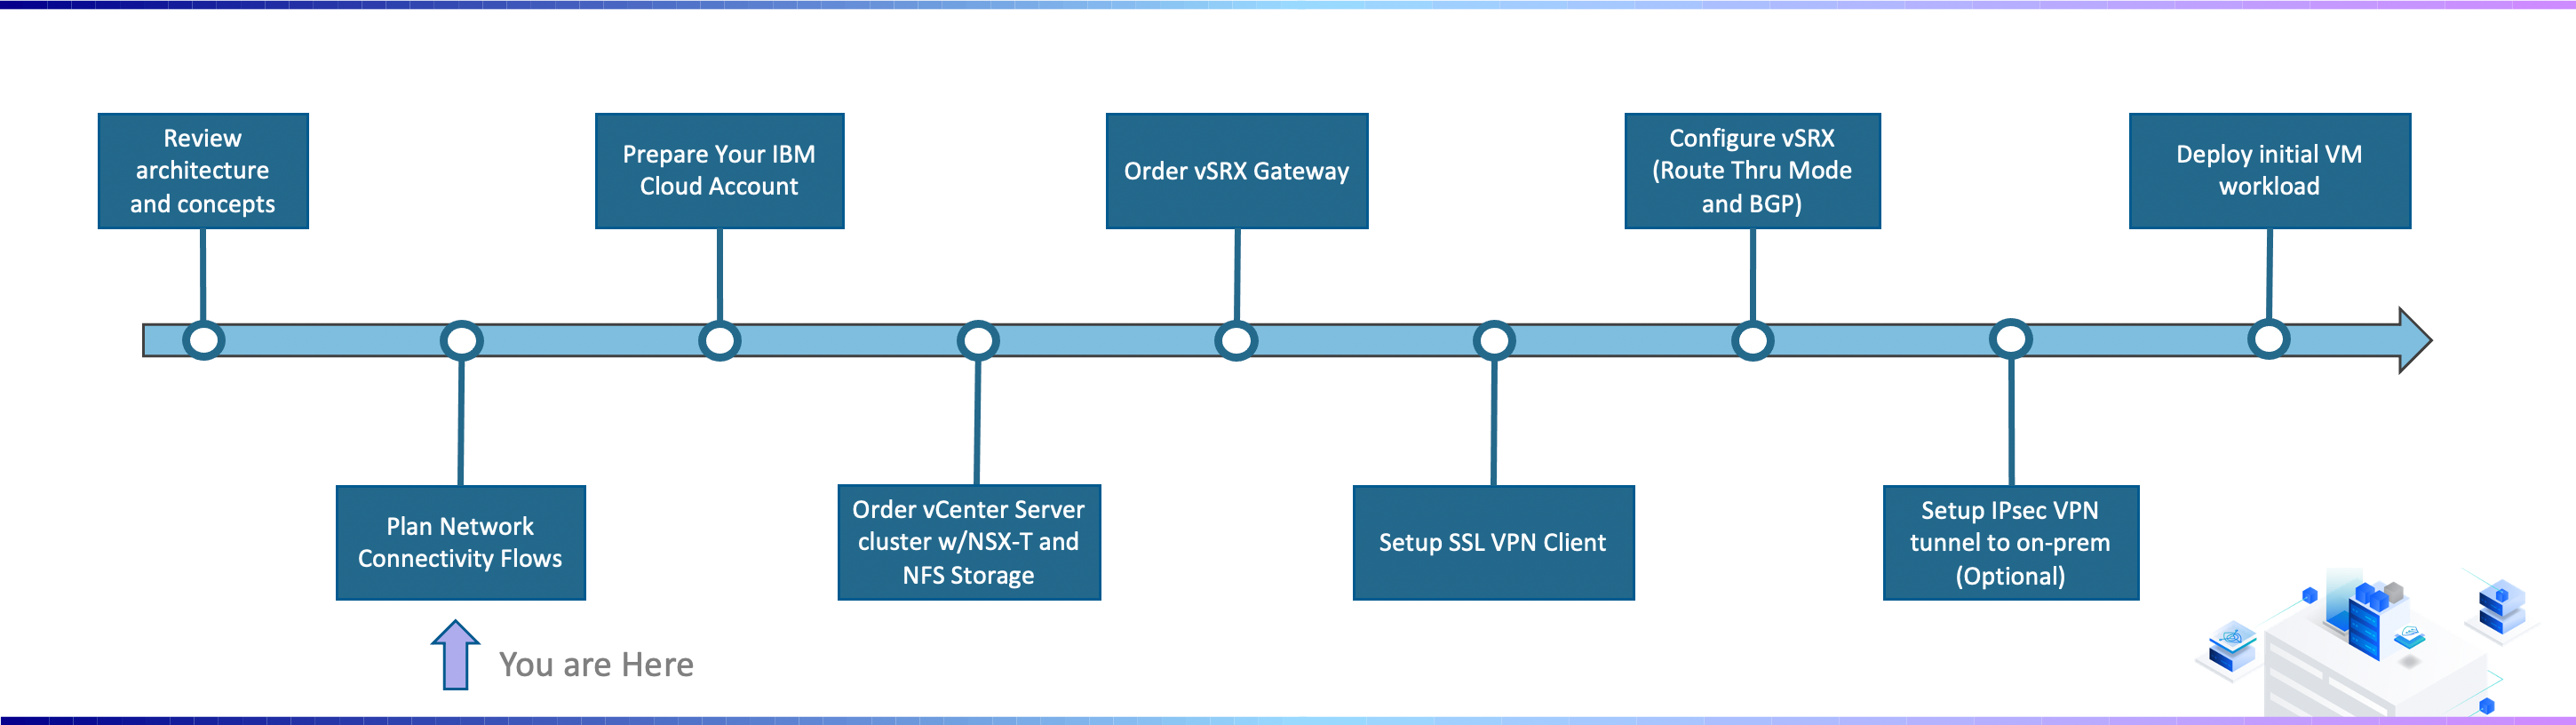 Review
architecture
and concepts
Plan Network
Connectivity Flows
Prepare Your IBM
Cloud Account
Order vCenter Server
cluster w/NSX-T and
NFS Storage
Order vSRX Gateway
Setup SSL VPN Client
Configure vSRX
(Route Thru Mode
and BGP)
Setup IPsec VPN
tunnel to on-prem
(Optional)
Deploy initial VM
workload
You are Here